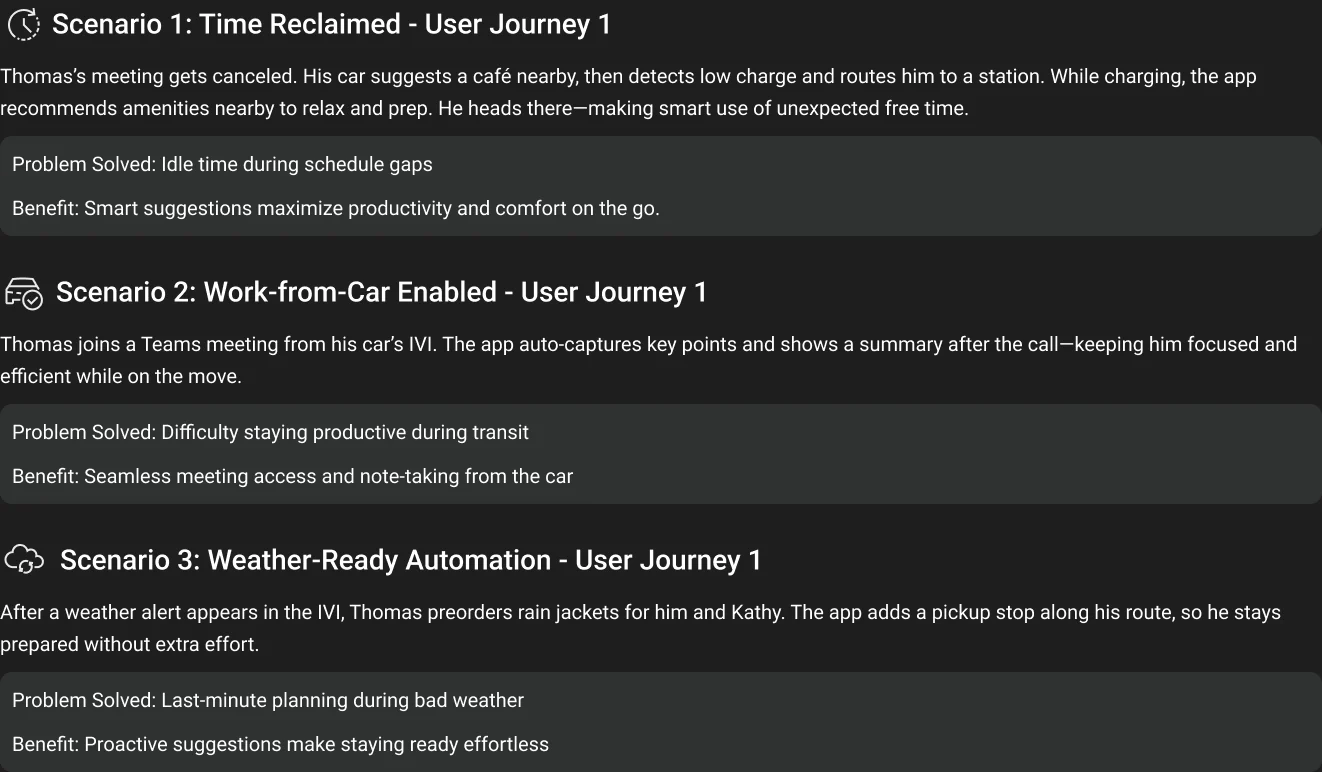 Scenario 1: Time Reclaimed - User Journey 1
Thomas’s meeting gets canceled. His car suggests a café nearby, then detects low charge and routes him to a station. While charging, the app
recommends amenities nearby to relax and prep. He heads there—making smart use of unexpected free time.
Problem Solved: Idle time during schedule gaps
Benefit: Smart suggestions maximize productivity and comfort on the go.
Scenario 2: Work-from-Car Enabled - User Journey 1
Thomas joins a Teams meeting from his car’s IVI. The app auto-captures key points and shows a summary after the call—keeping him focused and
efficient while on the move.
Problem Solved: Difficulty staying productive during transit
Benefit: Seamless meeting access and note-taking from the car
Scenario 3: Weather-Ready Automation - User Journey 1
After a weather alert appears in the IVI, Thomas preorders rain jackets for him and Kathy. The app adds a pickup stop along his route, so he stays
prepared without extra effort.
Problem Solved: Last-minute planning during bad weather
Benefit: Proactive suggestions make staying ready effortless